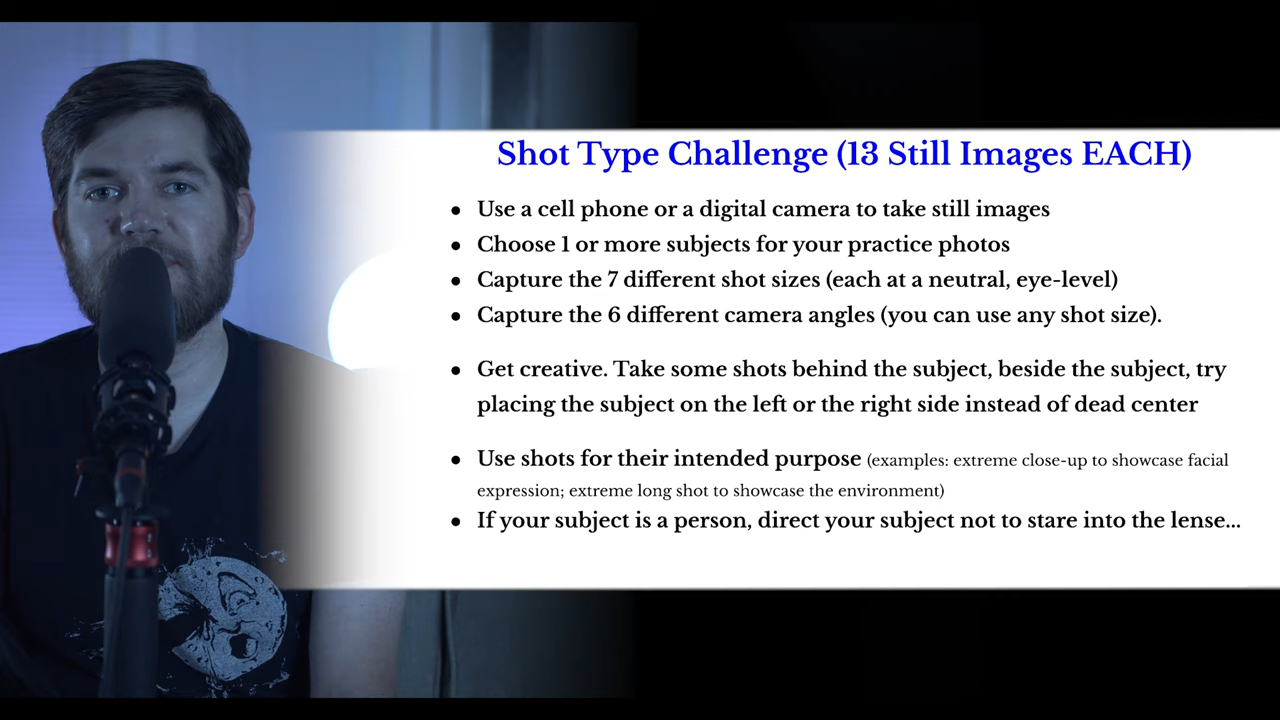 Shot Type Challenge (13 Still Images EACH)
● Use a cell phone or a digital camera to take still images
● Choose 1 or more subjects for your practice photos
● Capture the 7 different shot sizes (each at a neutral, eye-level)
● Capture the 6 different camera angles (you can use any shot size).
● Get creative. Take some shots behind the subject, beside the subject, try
placing the subject on the left or the right side instead of dead center
● Use shots for their intended purpose (examples: extreme close-up to showcase facial
expression; extreme long shot to showcase the environment)
● If your subject is a person, direct your subject not to stare into the lense...